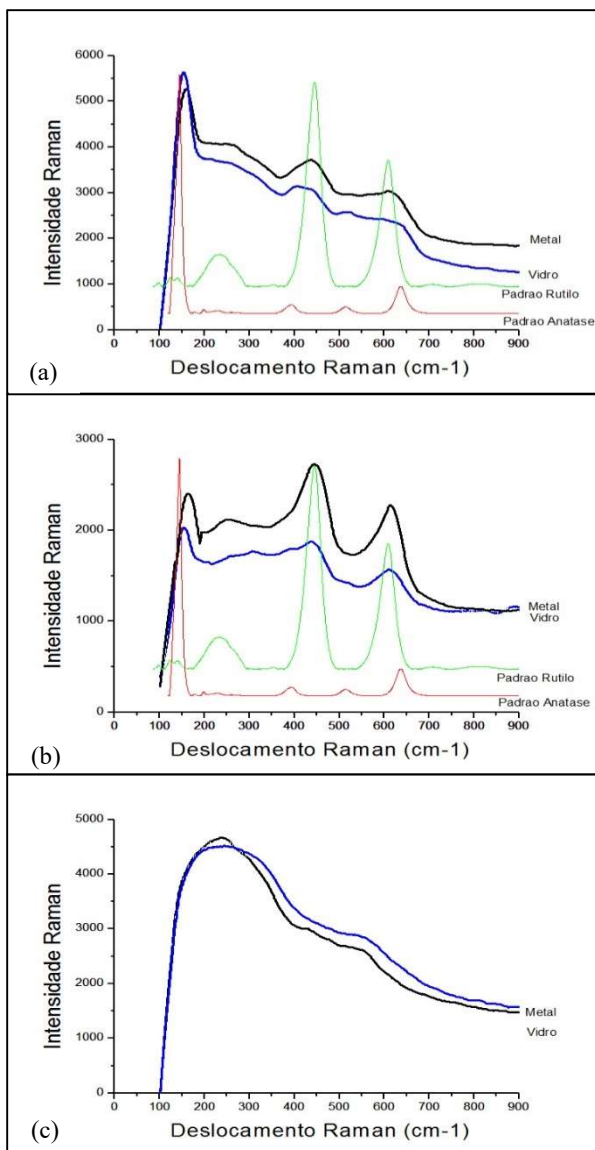 6000
5000
4000
3000
2000
1000
0
Intensidade Raman
Metal
Vidro
Padrao Rutilo
Padrao Anatase
0 100 200 300 400 500 600 700 800 900
Deslocamento Raman (cm-1)
(a)
3000
2000
1000
0
Intensidade Raman
Metal
Vidro
Padrao Rutilo
Padrao Anatase
0 100 200 300 400 500 600 700 800 900
Deslocamento Raman (cm-1)
(b)
5000
4000
3000
2000
1000
0
Intensidade Raman
Metal
Vidro
0 100 200 300 400 500 600 700 800 900
Deslocamento Raman (cm-1)
(c)